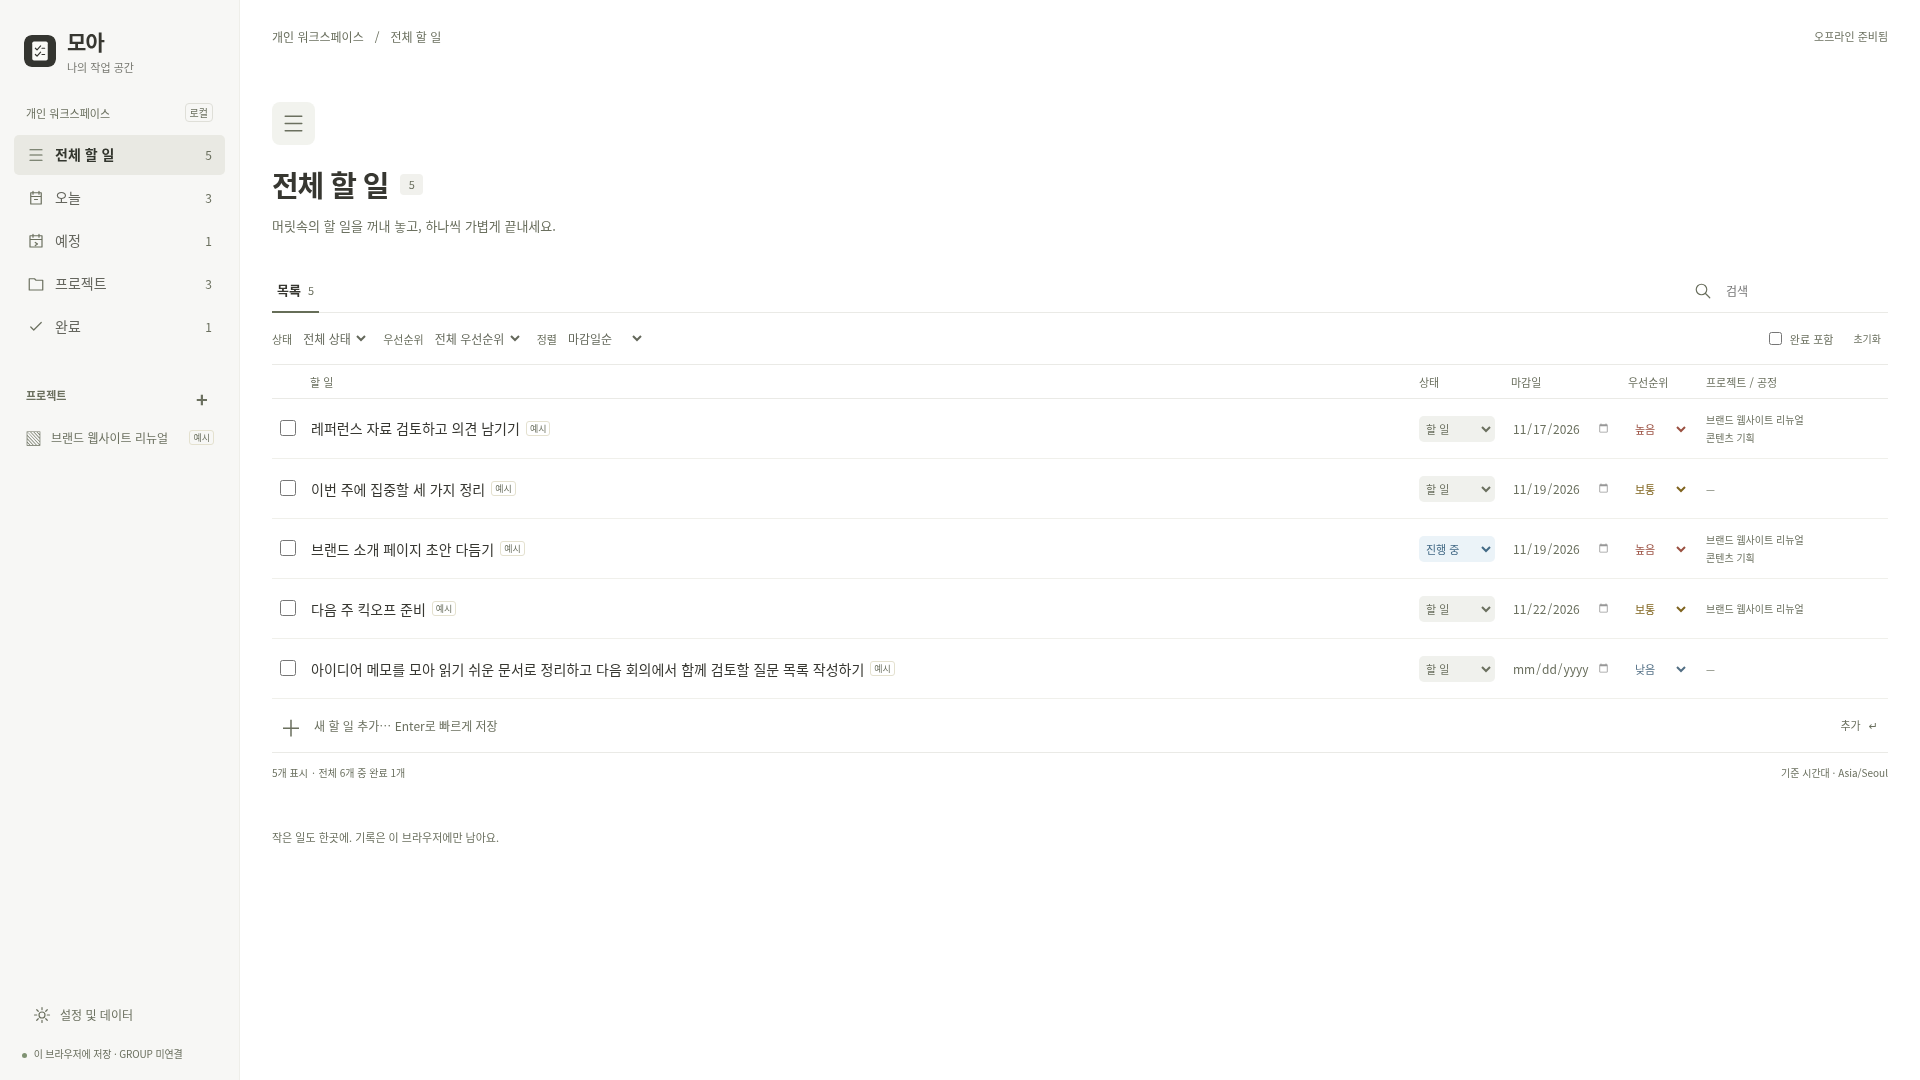 모아
나의 작업 공간
개인 워크스페이스 로컬
전체 할 일 5
오늘 3
예정 1
프로젝트 3
완료 1
프로젝트 +
브랜드 웹사이트 리뉴얼 예시
설정 및 데이터
이 브라우저에 저장 · GROUP 미연결
개인 워크스페이스 / 전체 할 일
오프라인 준비됨
전체 할 일 5
머릿속의 할 일을 꺼내 놓고, 하나씩 가볍게 끝내세요.
목록 5
검색
상태 전체 상태 우선순위 전체 우선순위 정렬 마감일순
완료 포함 초기화
할 일 상태 마감일 우선순위 프로젝트 / 공정
레퍼런스 자료 검토하고 의견 남기기 예시 할 일 11/17/2026 높음 브랜드 웹사이트 리뉴얼
콘텐츠 기획
이번 주에 집중할 세 가지 정리 예시 할 일 11/19/2026 보통 —
브랜드 소개 페이지 초안 다듬기 예시 진행 중 11/19/2026 높음 브랜드 웹사이트 리뉴얼
콘텐츠 기획
다음 주 킥오프 준비 예시 할 일 11/22/2026 보통 브랜드 웹사이트 리뉴얼
아이디어 메모를 모아 읽기 쉬운 문서로 정리하고 다음 회의에서 함께 검토할 질문 목록 작성하기 예시 할 일 mm/dd/yyyy 낮음 —
새 할 일 추가… Enter로 빠르게 저장 추가 ↵
5개 표시 · 전체 6개 중 완료 1개
기준 시간대 · Asia/Seoul
작은 일도 한곳에. 기록은 이 브라우저에만 남아요.